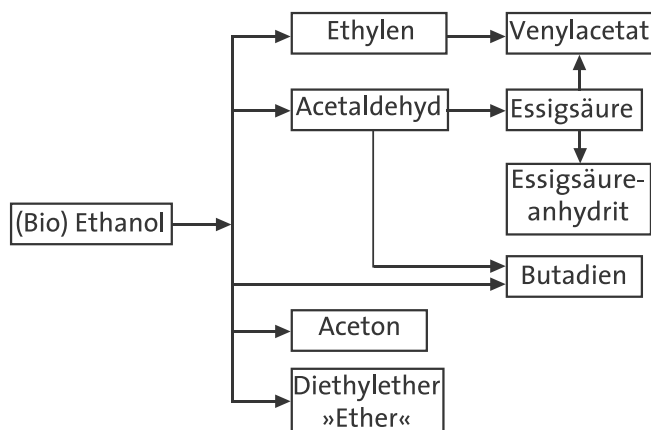 Ethylen
Venylacetat
Acetaldehyd
Essigsäure
Essigsäure-
anhydrit
(Bio) Ethanol
Butadien
Aceton
Diethylether
»Ether«